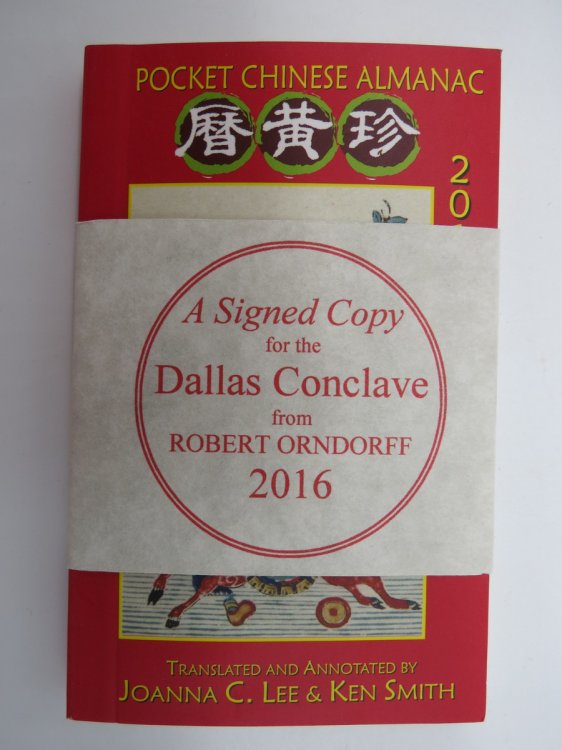 POCKET CHINESE ALMANAC
珍黃曆
20
A Signed Copy
for the
Dallas Conclave
from
ROBERT ORNDORFF
2016
TRANSLATED AND ANNOTATED BY
JOANNA C. LEE & KEN SMITH